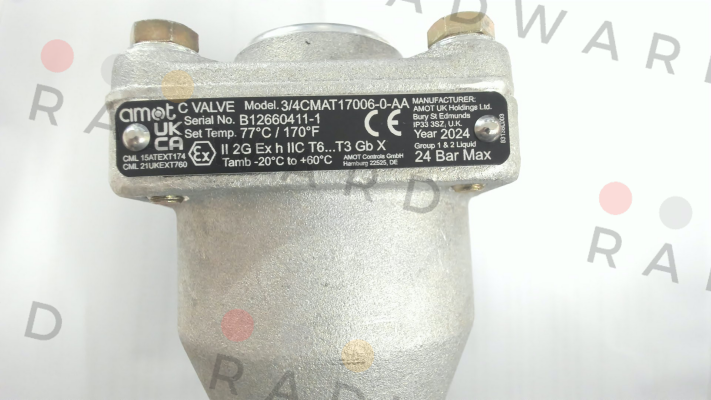 amot
C VALVE Model. 3/4CMAT17006-0-AA
Serial No. B12660411-1
Set Temp. 77°C / 170°F
UK
CA
CE
Ex
II 2G Ex h IIC T6...T3 Gb X
Tamb -20°C to +60°C
CML 15ATEXT174
CML 21UKEXT760
AMOT Controls GmbH
Hamburg 22525, DE
MANUFACTURER:
AMOT UK Holdings Ltd.
Bury St Edmunds
IP33 3SZ, U.K.
Year 2024
Group 1 & 2 Liquid
24 Bar Max
RADWARD
RAD
D
RAD
RAD